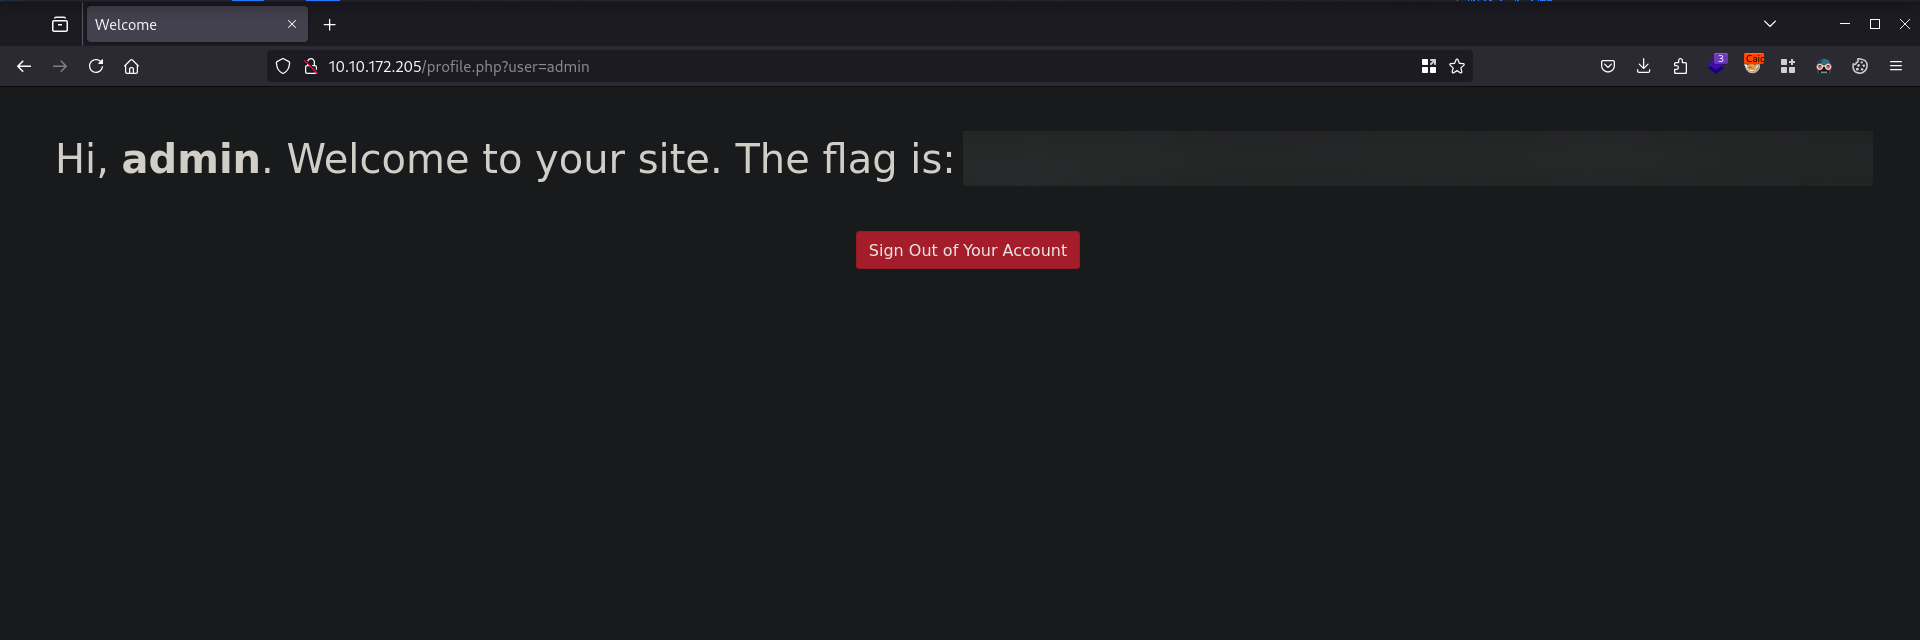 Welcome
10.10.172.205/profile.php?user=admin
3
Caic
Hi, admin. Welcome to your site. The flag is:
Sign Out of Your Account